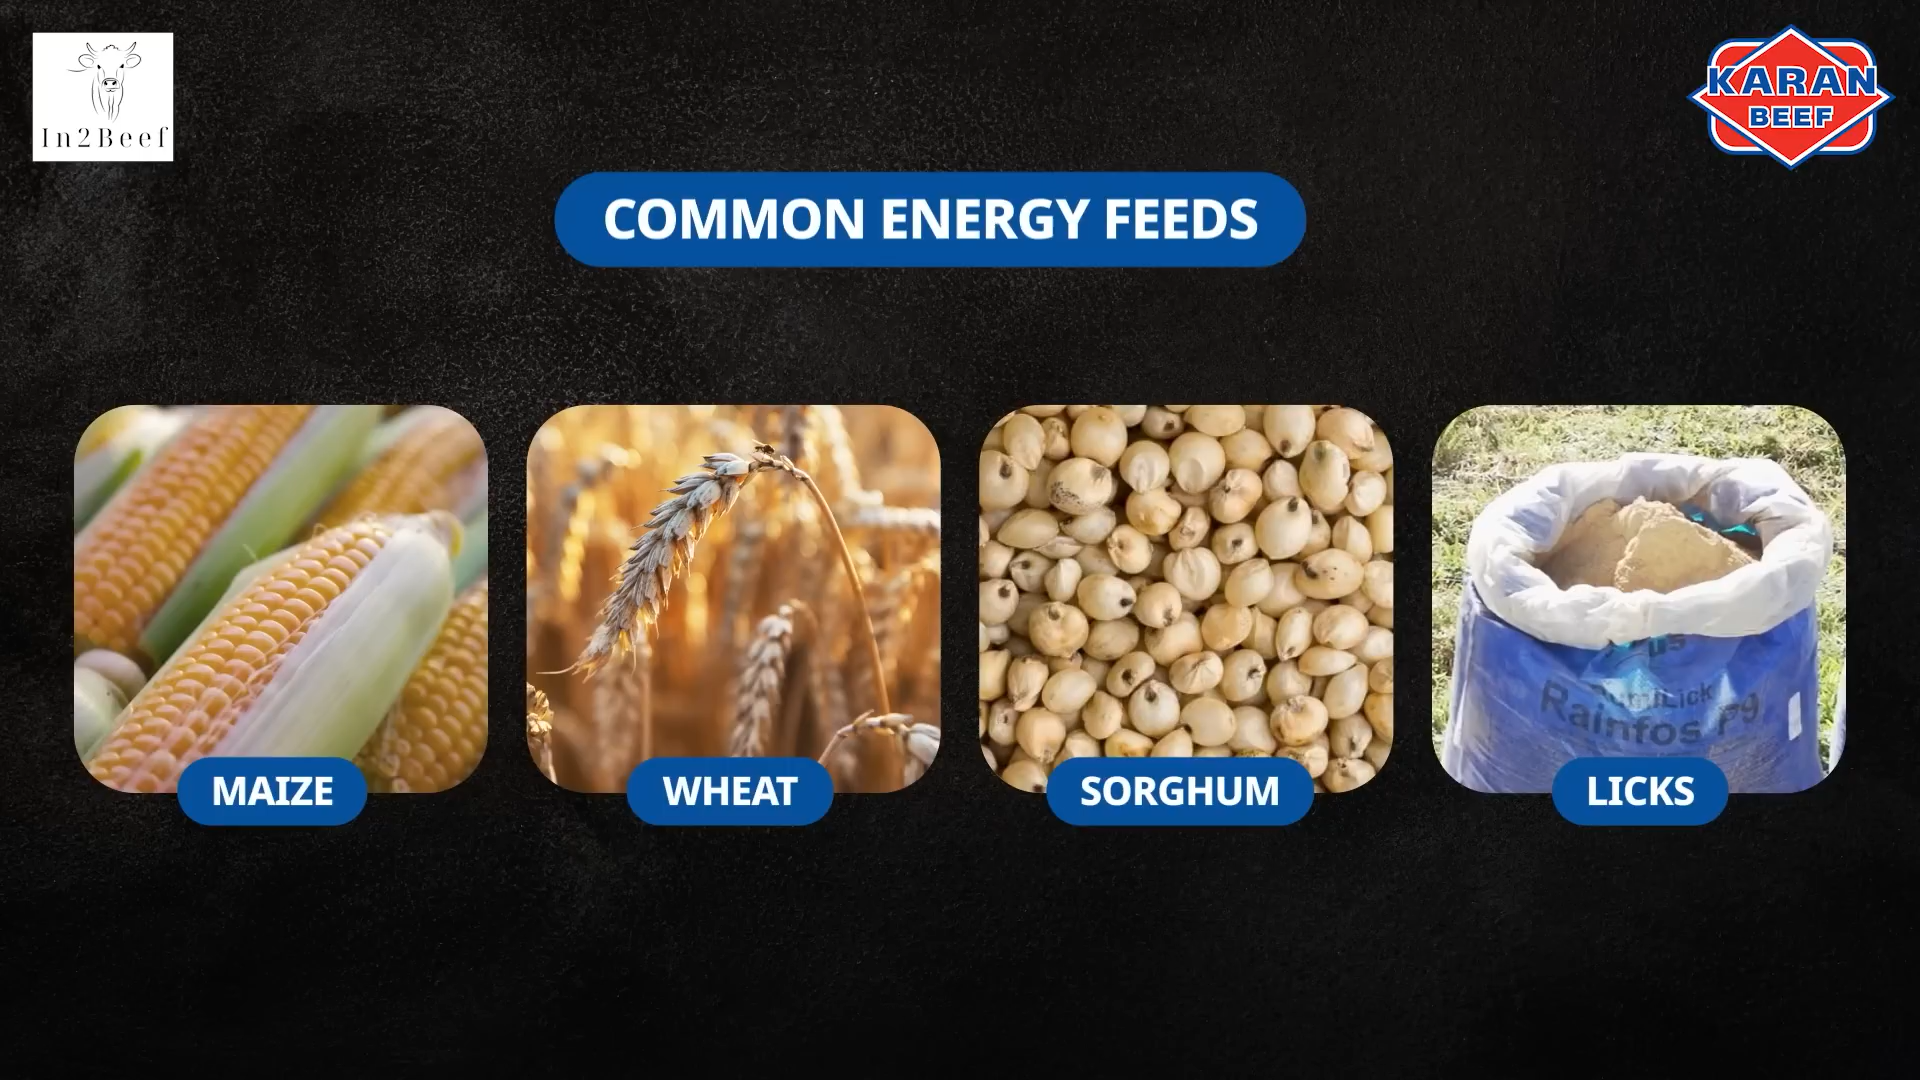 In2Beef
KARAN
BEEF
COMMON ENERGY FEEDS
Rainfos P9
MAIZE
WHEAT
SORGHUM
LICKS